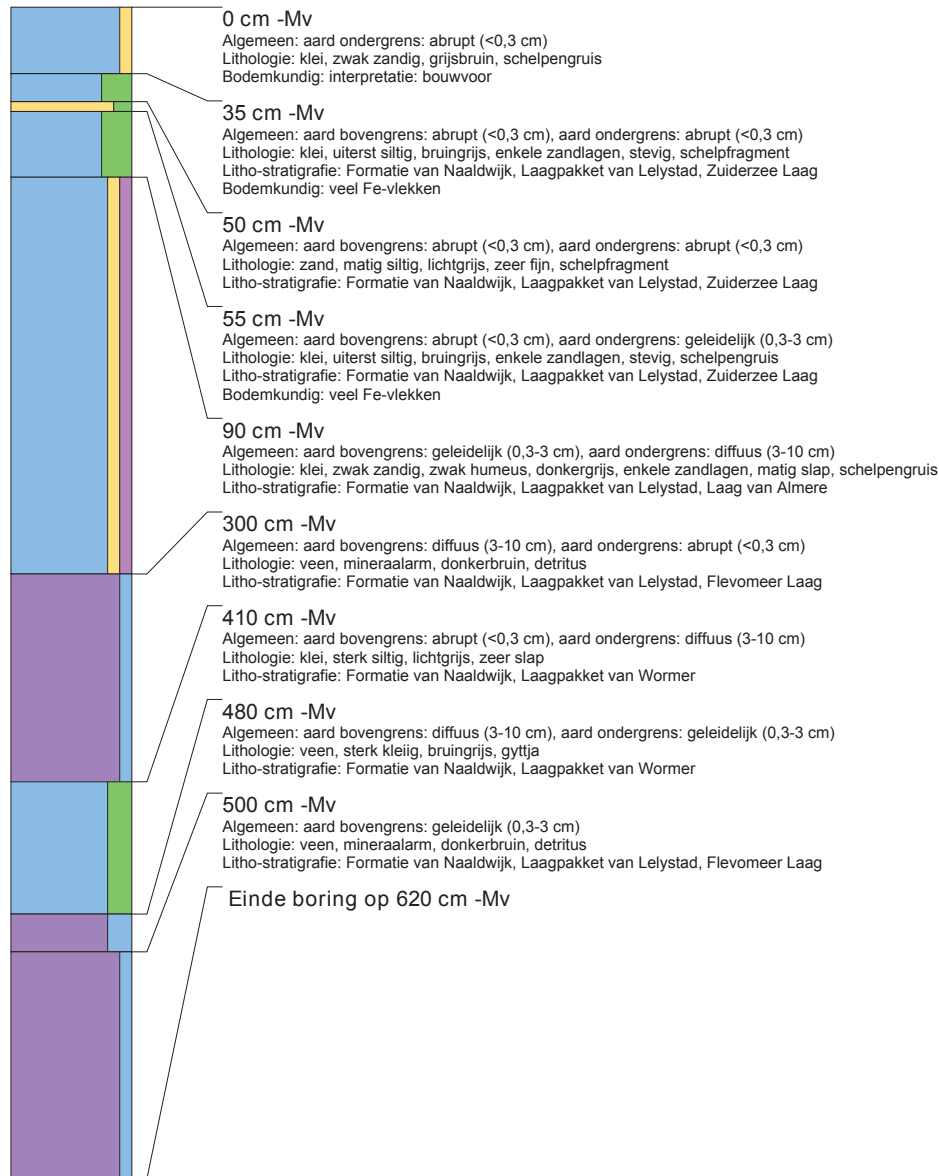 0 cm -Mv
Algemeen: aard ondergrens: abrupt (<0,3 cm)
Lithologie: klei, zwak zandig, grijsbruin, schelpengruis
Bodemkundig: interpretatie: bouwvoor
35 cm -Mv
Algemeen: aard bovengrens: abrupt (<0,3 cm), aard ondergrens: abrupt (<0,3 cm)
Lithologie: klei, uiterst siltig, bruingrijs, enkele zandlagen, stevig, schelpfragment
Litho-stratigrafie: Formatie van Naaldwijk, Laagpakket van Lelystad, Zuiderzee Laag
Bodemkundig: veel Fe-vlekken
50 cm -Mv
Algemeen: aard bovengrens: abrupt (<0,3 cm), aard ondergrens: abrupt (<0,3 cm)
Lithologie: zand, matig siltig, lichtgrijs, zeer fijn, schelpfragment
Litho-stratigrafie: Formatie van Naaldwijk, Laagpakket van Lelystad, Zuiderzee Laag
55 cm -Mv
Algemeen: aard bovengrens: abrupt (<0,3 cm), aard ondergrens: geleidelijk (0,3-3 cm)
Lithologie: klei, uiterst siltig, bruingrijs, enkele zandlagen, stevig, schelpengruis
Litho-stratigrafie: Formatie van Naaldwijk, Laagpakket van Lelystad, Zuiderzee Laag
Bodemkundig: veel Fe-vlekken
90 cm -Mv
Algemeen: aard bovengrens: geleidelijk (0,3-3 cm), aard ondergrens: diffuus (3-10 cm)
Lithologie: klei, zwak zandig, zwak humeus, donkergrijs, enkele zandlagen, matig slap, schelpengruis
Litho-stratigrafie: Formatie van Naaldwijk, Laagpakket van Lelystad, Laag van Almere
300 cm -Mv
Algemeen: aard bovengrens: diffuus (3-10 cm), aard ondergrens: abrupt (<0,3 cm)
Lithologie: veen, mineraalarm, donkerbruin, detritus
Litho-stratigrafie: Formatie van Naaldwijk, Laagpakket van Lelystad, Flevomeer Laag
410 cm -Mv
Algemeen: aard bovengrens: abrupt (<0,3 cm), aard ondergrens: diffuus (3-10 cm)
Lithologie: klei, sterk siltig, lichtgrijs, zeer slap
Litho-stratigrafie: Formatie van Naaldwijk, Laagpakket van Wormer
480 cm -Mv
Algemeen: aard bovengrens: diffuus (3-10 cm), aard ondergrens: geleidelijk (0,3-3 cm)
Lithologie: veen, sterk kleiig, bruingrijs, gyttja
Litho-stratigrafie: Formatie van Naaldwijk, Laagpakket van Wormer
500 cm -Mv
Algemeen: aard bovengrens: geleidelijk (0,3-3 cm)
Lithologie: veen, mineraalarm, donkerbruin, detritus
Litho-stratigrafie: Formatie van Naaldwijk, Laagpakket van Lelystad, Flevomeer Laag
Einde boring op 620 cm -Mv